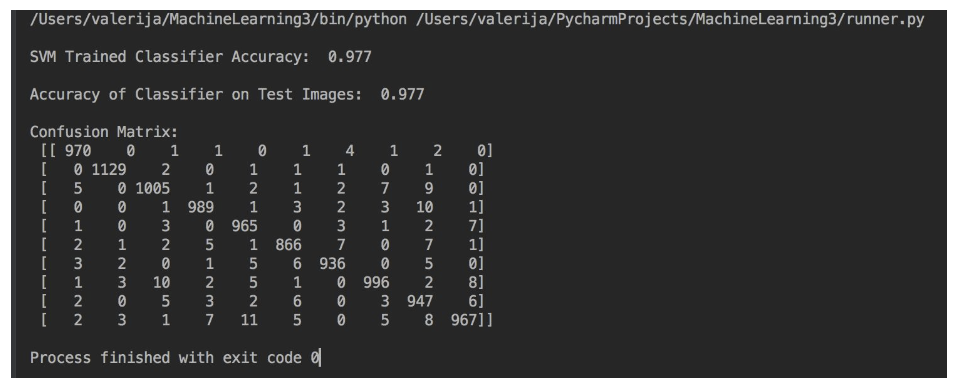 /Users/valerija/MachineLearning3/bin/python /Users/valerija/PycharmProjects/MachineLearning3/runner.py
SVM Trained Classifier Accuracy:  0.977
Accuracy of Classifier on Test Images:  0.977
Confusion Matrix:
[[ 970    0    1    1    0    1    4    1    2    0]
[   0 1129    2    0    1    1    1    0    1    0]
[   5    0 1005    1    2    1    2    7    9    0]
[   0    0    1  989    1    3    2    3   10    1]
[   1    0    3    0  965    0    3    1    2    7]
[   2    1    2    5    1  866    7    0    7    1]
[   3    2    0    1    5    6  936    0    5    0]
[   1    3   10    2    5    1    0  996    2    8]
[   2    0    5    3    2    6    0    3  947    6]
[   2    3    1    7   11    5    0    5    8  967]]
Process finished with exit code 0